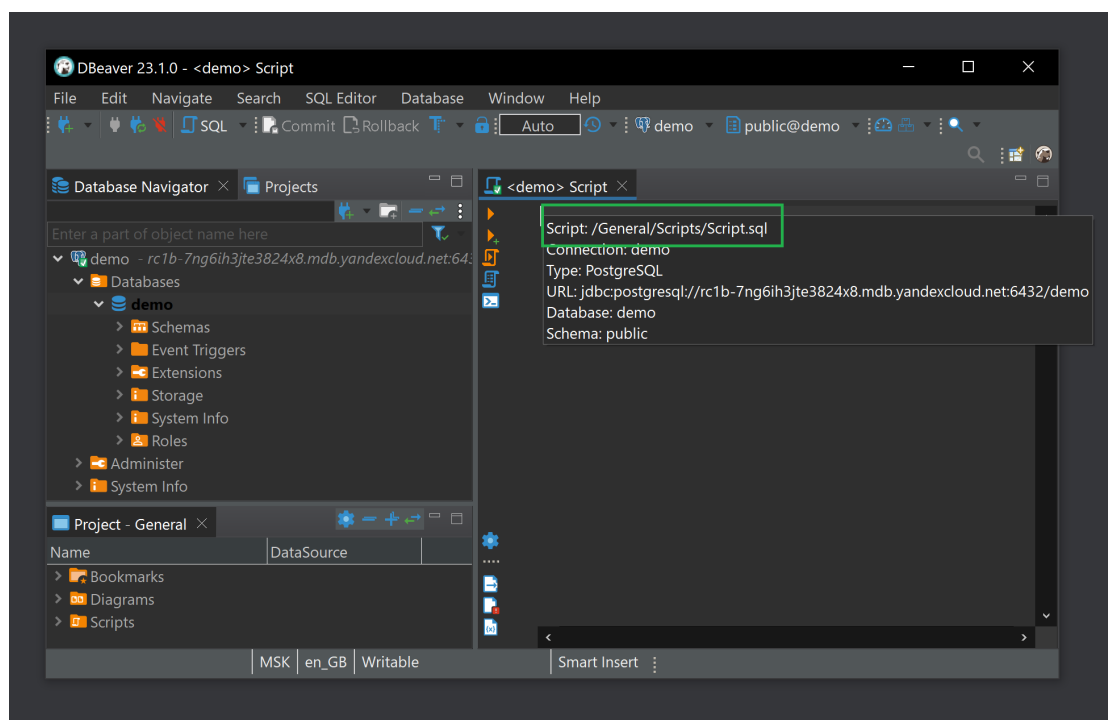 DBeaver 23.1.0 - <demo> Script
File Edit Navigate Search SQL Editor Database Window Help
SQL Commit Rollback Auto demo public@demo
Database Navigator Projects
<demo> Script
Enter a part of object name here
Script: /General/Scripts/Script.sql
Connection: demo
Type: PostgreSQL
URL: jdbc:postgresql://rc1b-7ng6ih3jte3824x8.mdb.yandexcloud.net:6432/demo
Database: demo
Schema: public
demo - rc1b-7ng6ih3jte3824x8.mdb.yandexcloud.net:64
Databases
demo
Schemas
Event Triggers
Extensions
Storage
System Info
Roles
Administer
System Info
Project - General
Name DataSource
Bookmarks
Diagrams
Scripts
MSK en_GB Writable Smart Insert